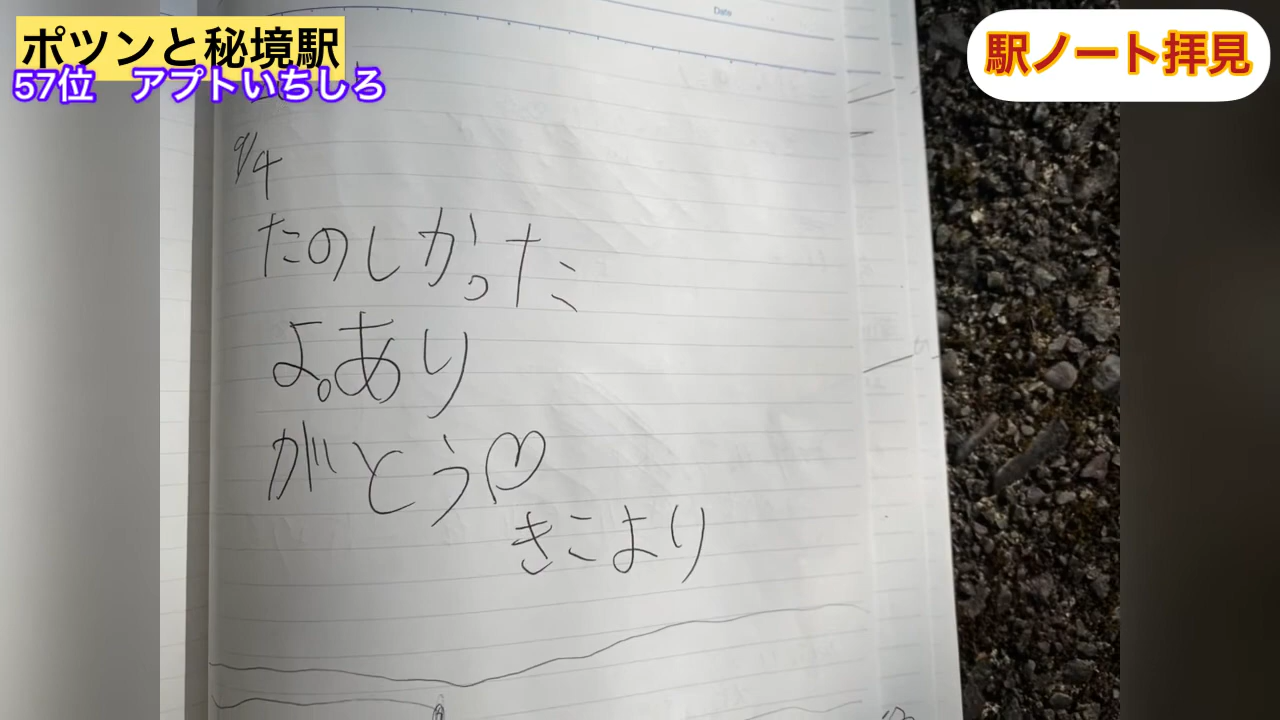 ポツンと秘境駅
57位 アプトいちしろ
駅ノート拝見
Date
9/4
たのしかった
よ。あり
がとう♡
きこより